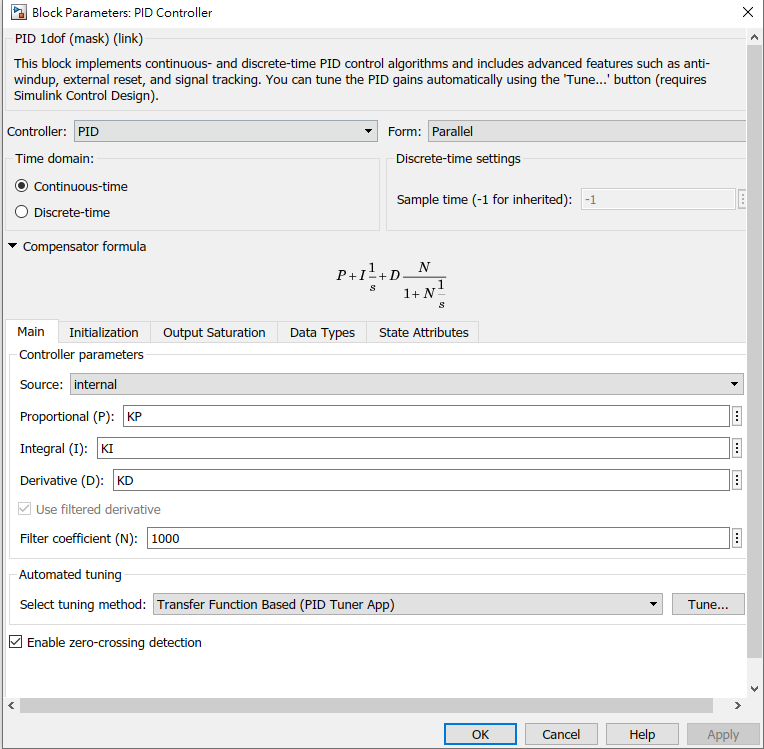 Block Parameters: PID Controller
PID 1dof (mask) (link)
This block implements continuous- and discrete-time PID control algorithms and includes advanced features such as anti-
windup, external reset, and signal tracking. You can tune the PID gains automatically using the 'Tune...' button (requires
Simulink Control Design).
Controller: PID Form: Parallel
Time domain: Discrete-time settings
Continuous-time
Sample time (-1 for inherited): -1
Discrete-time
Compensator formula
P + I 1/s + D N/(1 + N 1/s)
Main Initialization Output Saturation Data Types State Attributes
Controller parameters
Source: internal
Proportional (P): KP
Integral (I): KI
Derivative (D): KD
Use filtered derivative
Filter coefficient (N): 1000
Automated tuning
Select tuning method: Transfer Function Based (PID Tuner App) Tune...
Enable zero-crossing detection
OK Cancel Help Apply